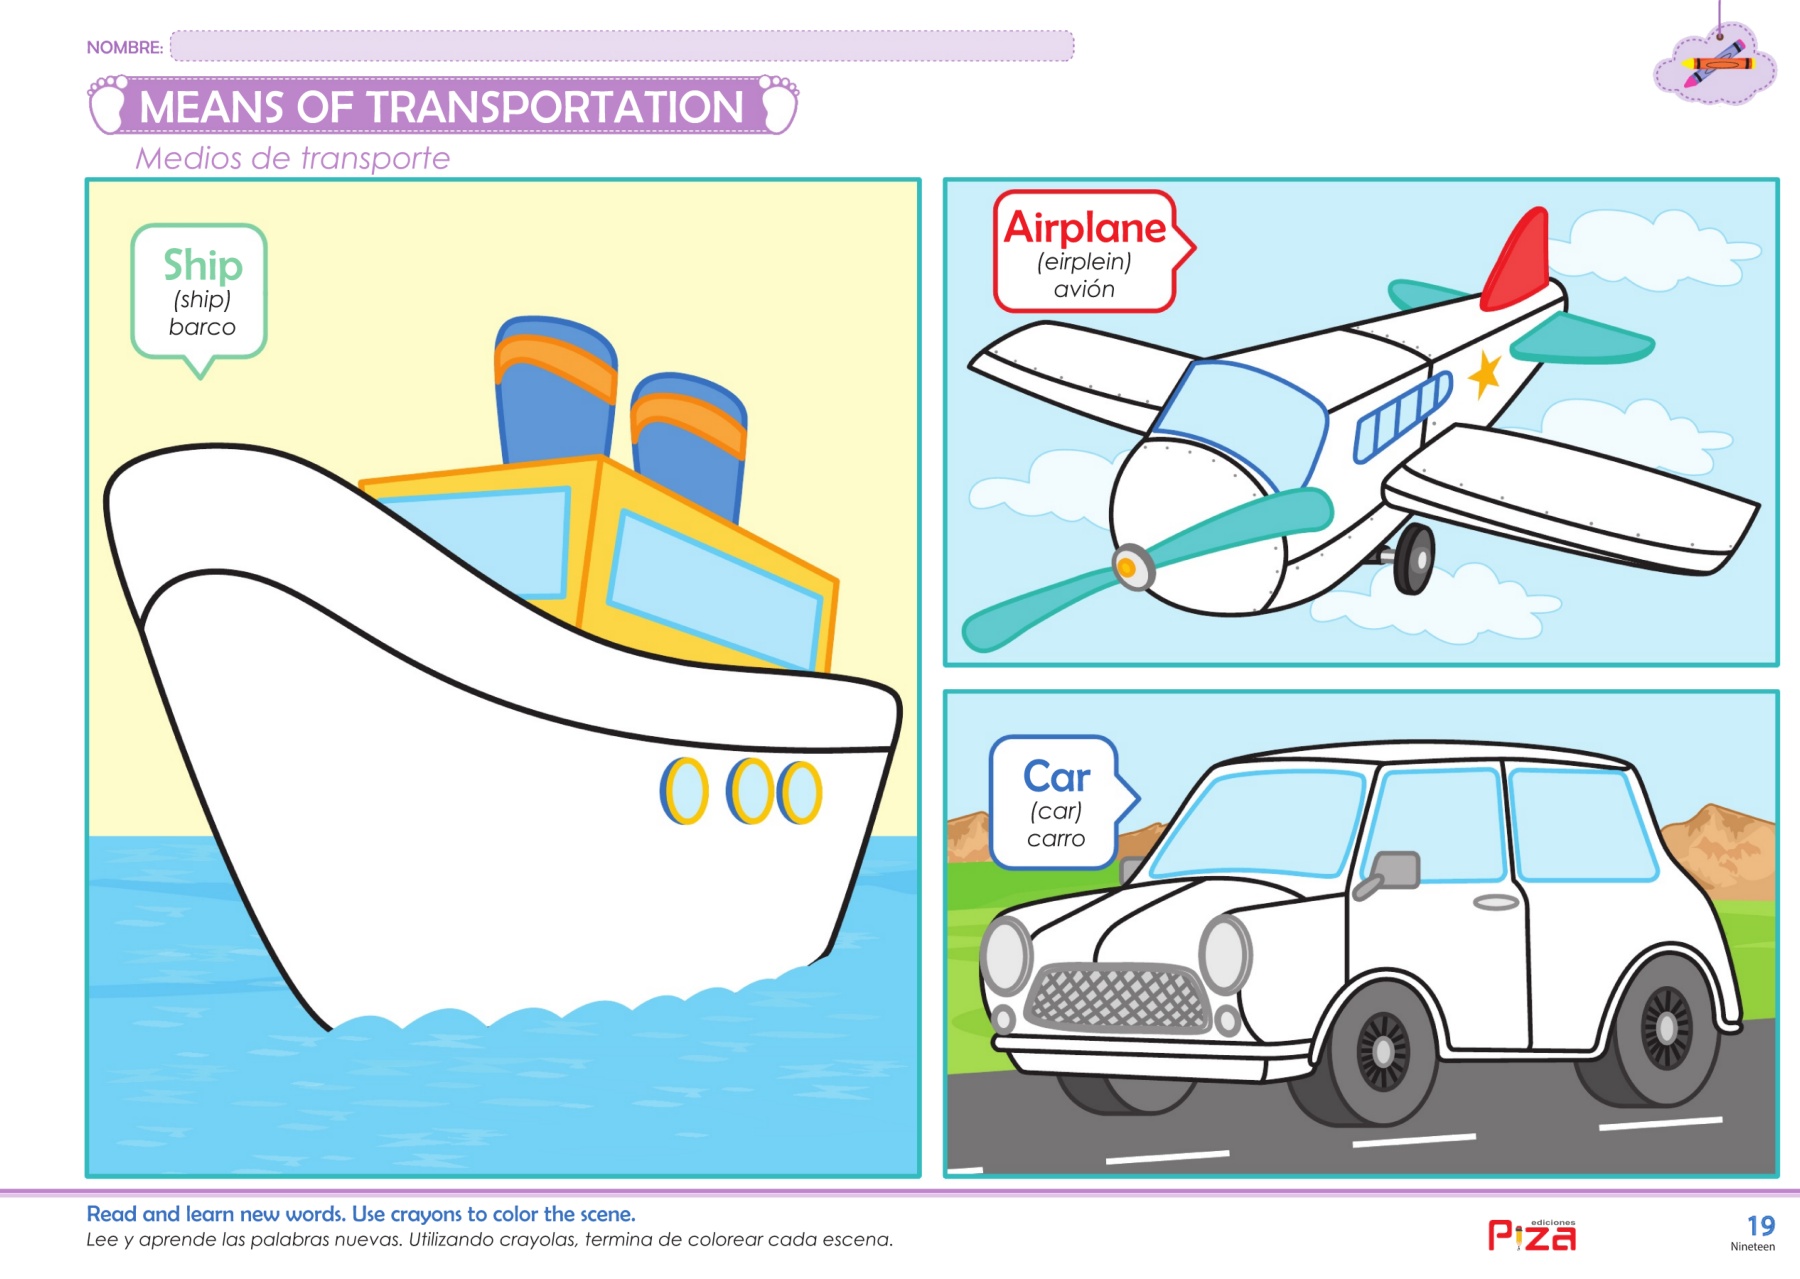 NOMBRE:
MEANS OF TRANSPORTATION
Medios de transporte
Ship
(ship)
barco
Airplane
(eirplein)
avión
Car
(car)
carro
Read and learn new words. Use crayons to color the scene.
Lee y aprende las palabras nuevas. Utilizando crayolas, termina de colorear cada escena.
ediciones
Piza
19
Nineteen